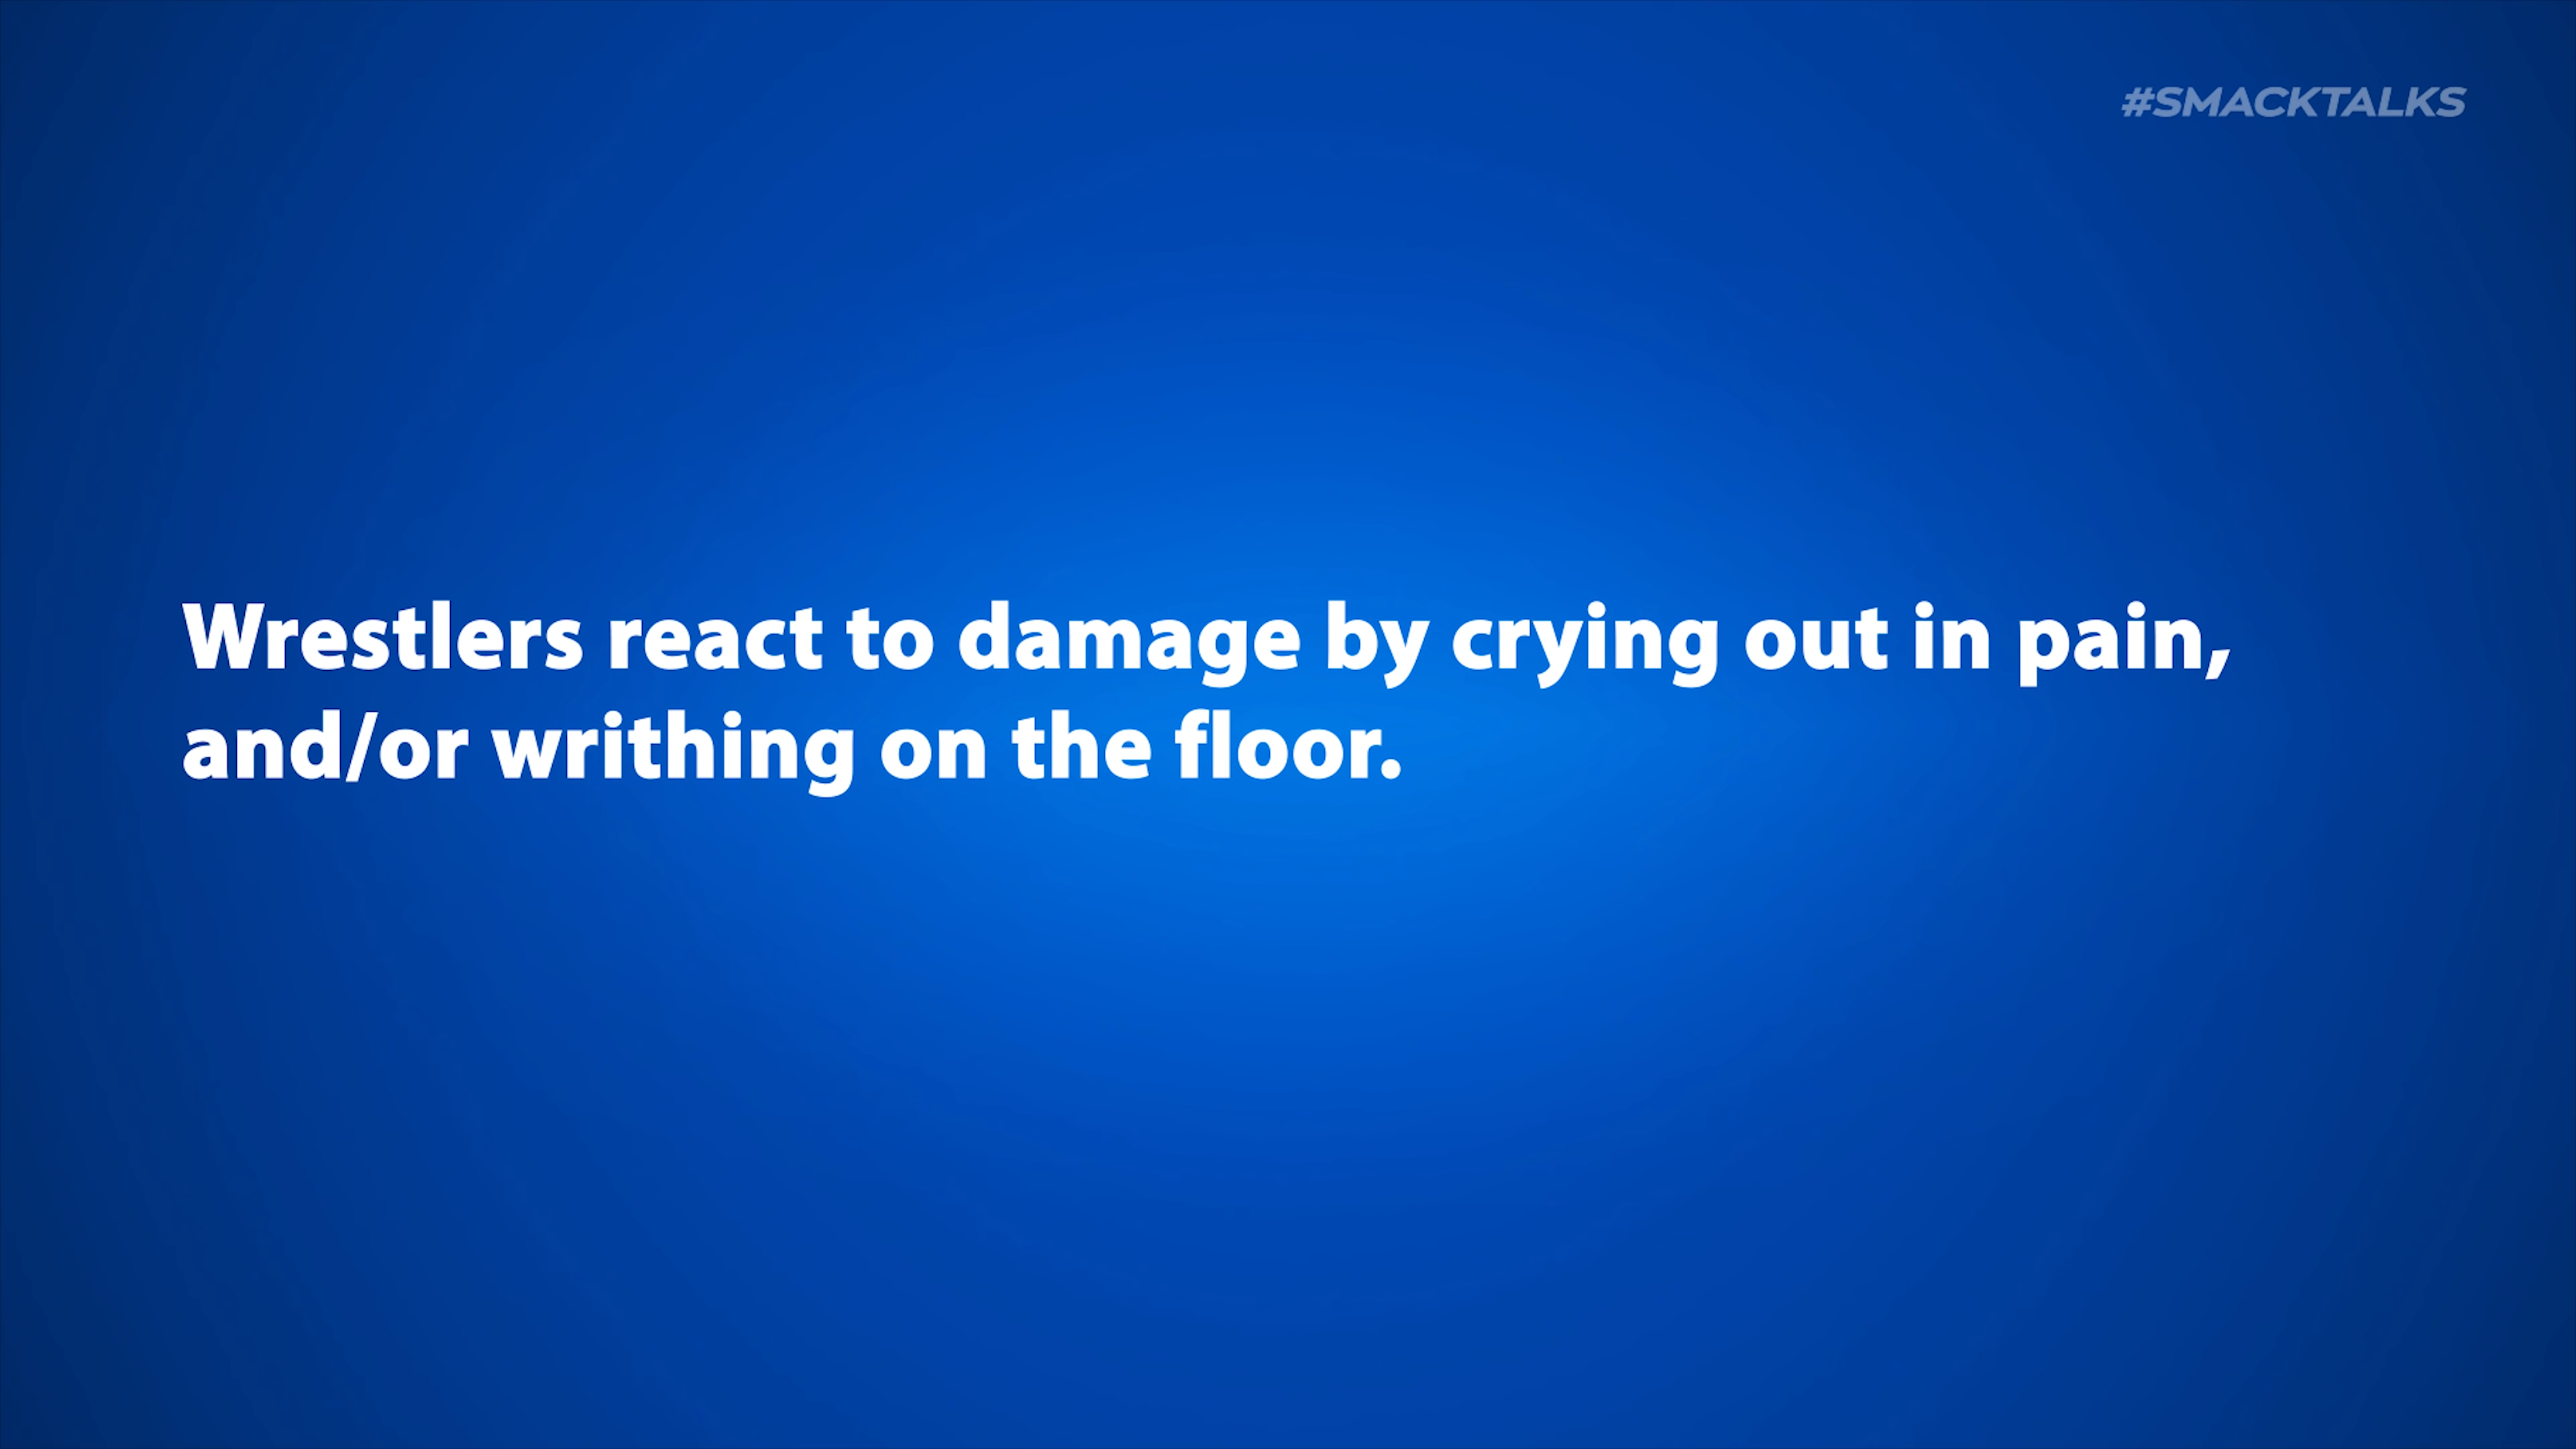 #SMACKTALKS
Wrestlers react to damage by crying out in pain,
and/or writhing on the floor.